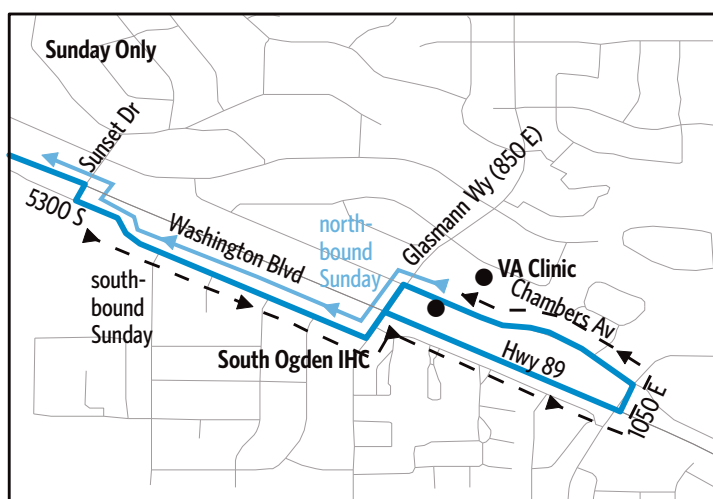 Sunday Only
Sunset Dr
Glasmann Wy (850 E)
5300 S
Washington Blvd
north-
bound
Sunday
VA Clinic
Chambers Av
south-
bound
Sunday
South Ogden IHC
Hwy 89
1050 E